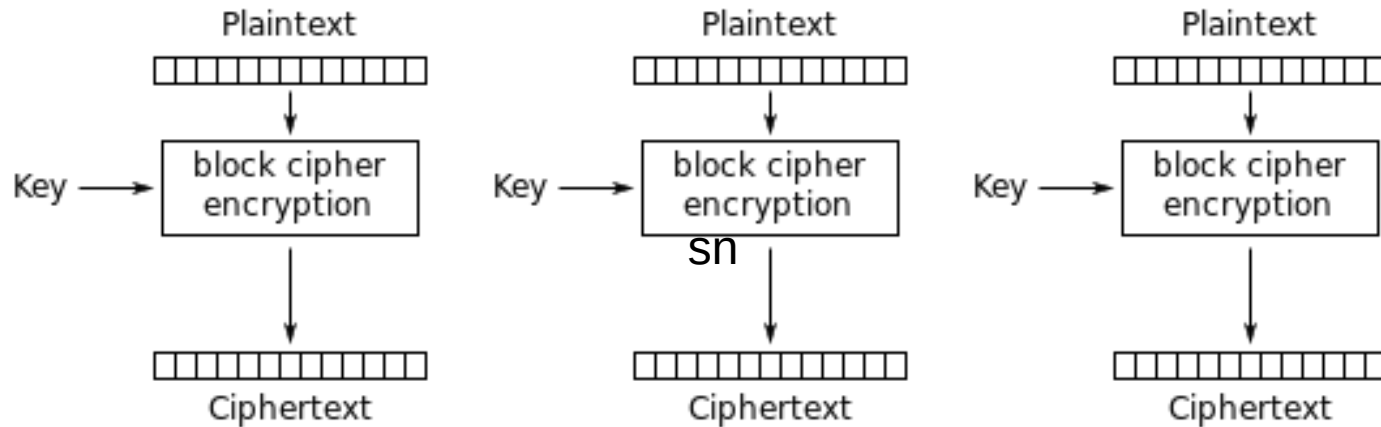 Plaintext Plaintext Plaintext
Key block cipher encryption Key block cipher encryption Key block cipher encryption
sn
Ciphertext Ciphertext Ciphertext